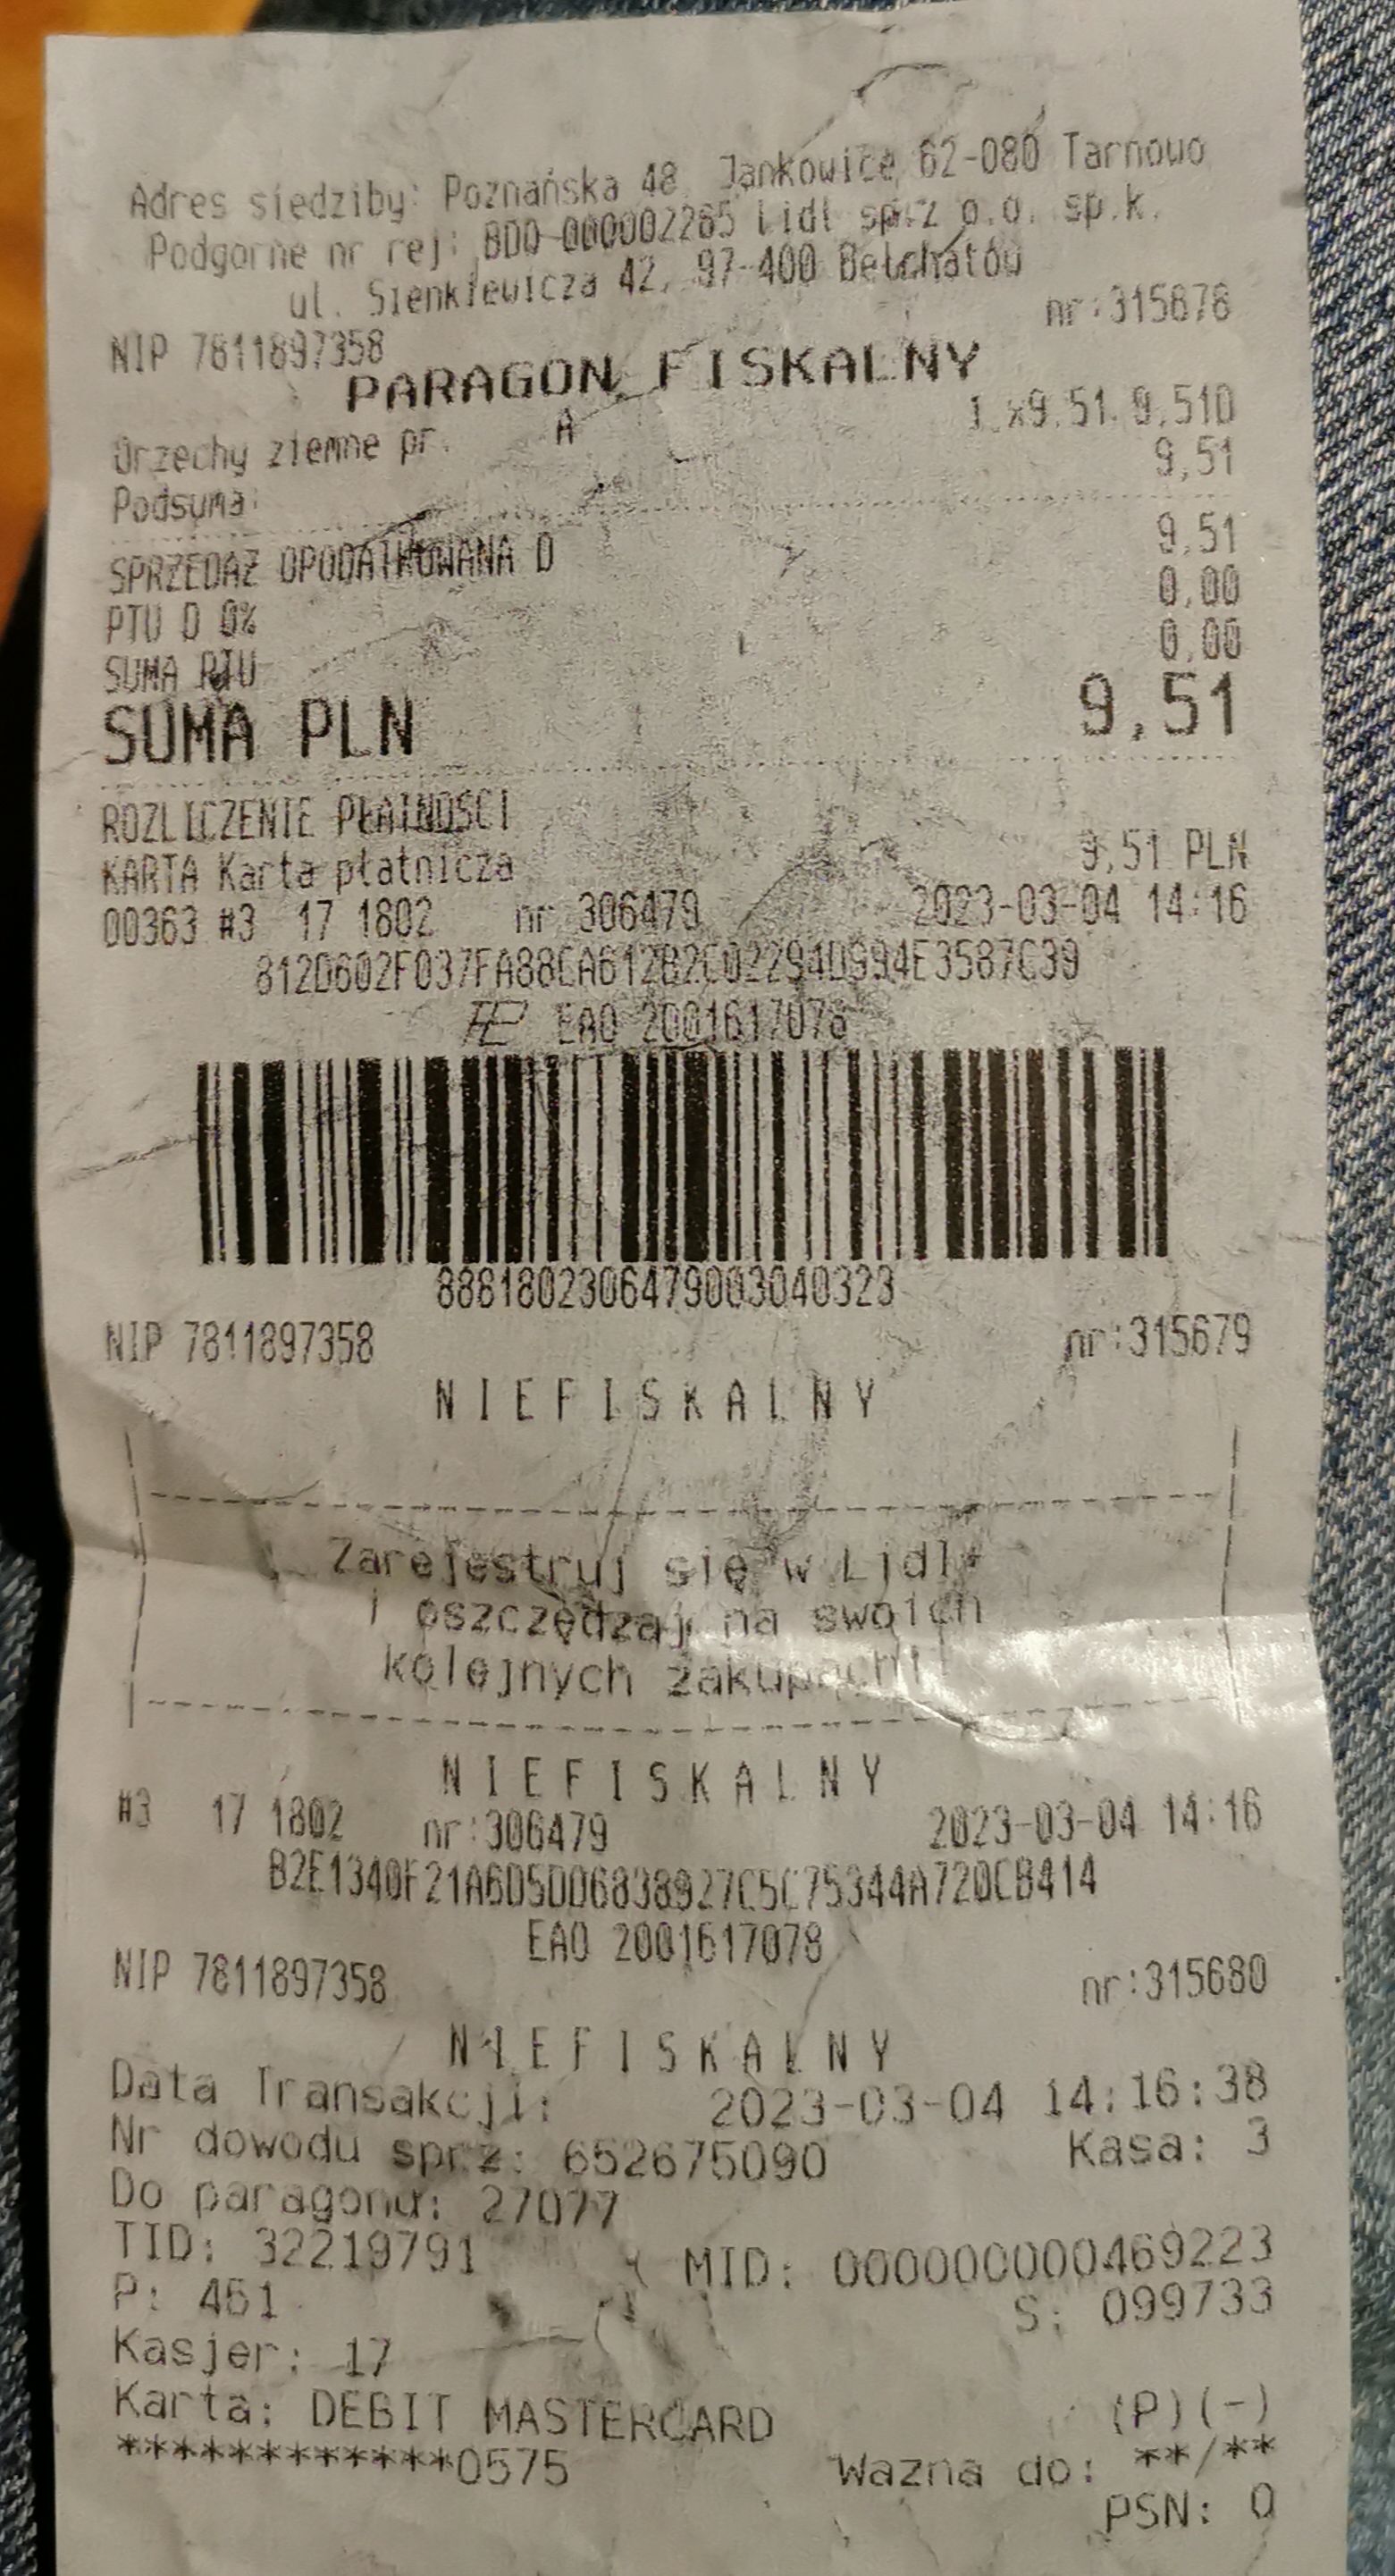 Adres siedziby: Poznańska 48, Jankowice, 62-080 Tarnowo
Podgorne nr rej: BDO 000002265 Lidl sp. z o.o. sp.k.
ul. Sienkiewicza 42, 97-400 Bełchatów
NIP 7811897358 nr:315678
PARAGON FISKALNY
Orzechy ziemne pr. A 1 x9,51 9,51D
Podsuma: 9,51
SPRZEDAŻ OPODATKOWANA D 9,51
PTU D 0% 0,00
SUMA PTU 0,00
SUMA PLN 9,51
ROZLICZENIE PŁATNOŚCI
KARTA Karta płatnicza 9,51 PLN
00363 #3 17 1802 nr 306479 2023-03-04 14:16
812D602F037FA88CA612B2C02294D994E3587C39
EAO 2001617078
8881802306479003040323
NIP 7811897358 nr:315679
NIEFISKALNY
Zarejestruj się w Lidl+
i oszczędzaj na swoich
kolejnych zakupach!
NIEFISKALNY
#3 17 1802 nr:306479 2023-03-04 14:16
B2E1340F21A6D5DD6838927C5C75344A720CB414
EAO 2001617078
NIP 7811897358 nr:315680
NIEFISKALNY
Data Transakcji: 2023-03-04 14:16:38
Nr dowodu sprz: 652675090 Kasa: 3
Do paragonu: 27077
TID: 32219791 MID: 000000000469223
P: 461 S: 099733
Kasjer: 17
Karta: DEBIT MASTERCARD (P)(-)
************0575 Wazna do: **/**
PSN: 0